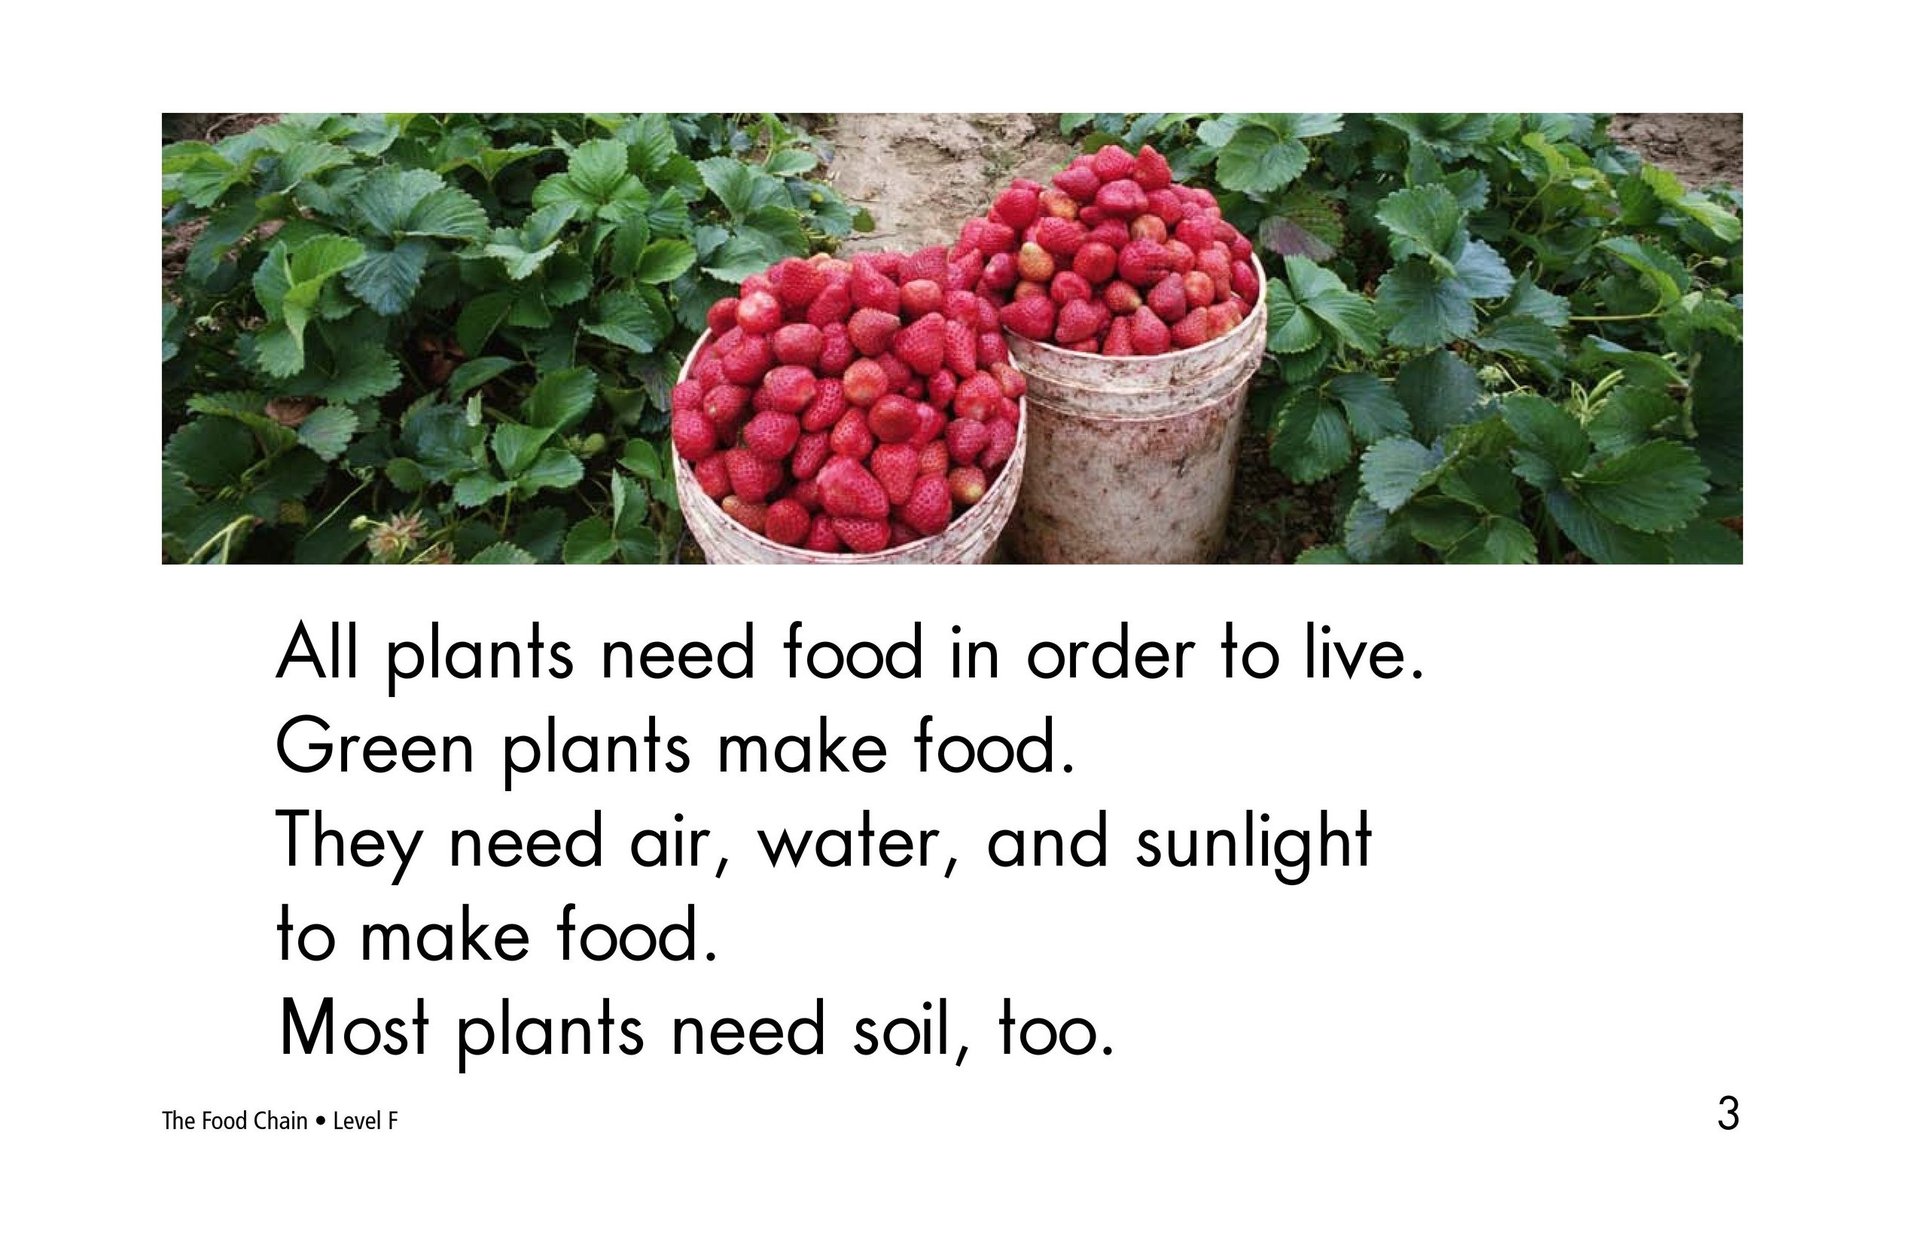 All plants need food in order to live.
Green plants make food.
They need air, water, and sunlight
to make food.
Most plants need soil, too.
The Food Chain • Level F
3